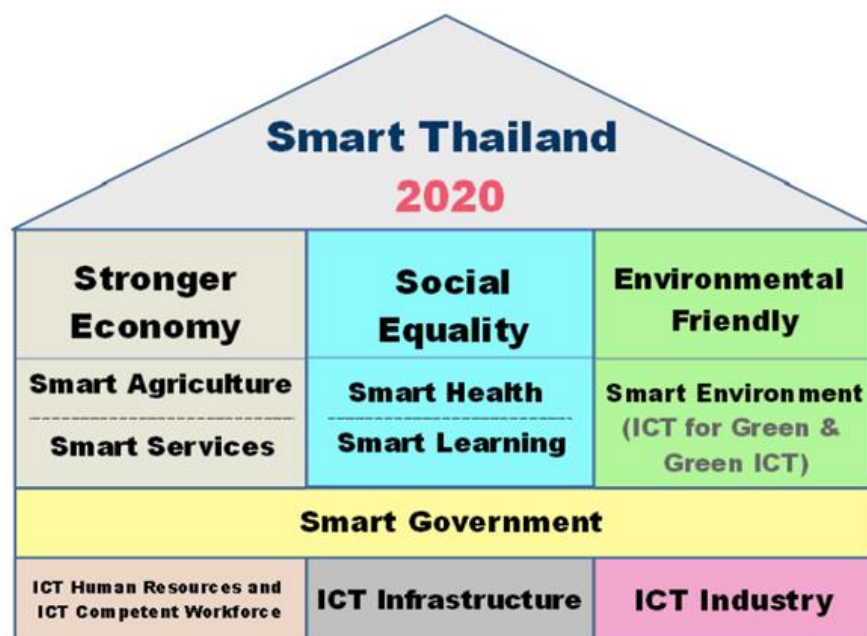 Smart Thailand
2020
Stronger
Economy
Smart Agriculture
Smart Services
Social
Equality
Smart Health
Smart Learning
Environmental
Friendly
Smart Environment
(ICT for Green &
Green ICT)
Smart Government
ICT Human Resources and
ICT Competent Workforce
ICT Infrastructure
ICT Industry